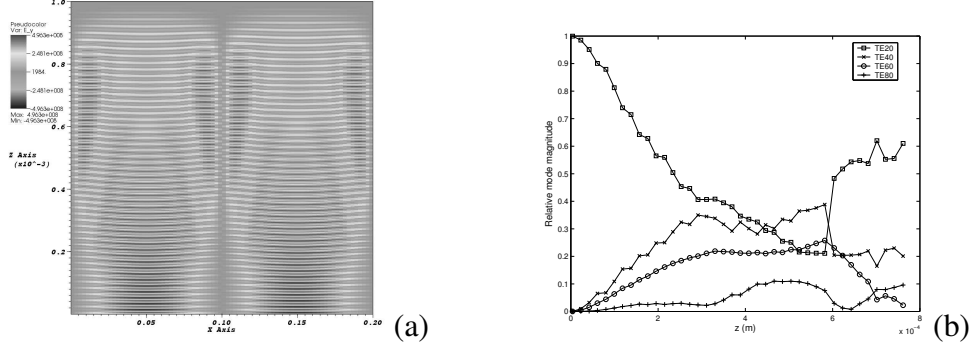 Pseudocolor
Var: E_y
4.963e+008
2.481e+008
1984.
-2.481e+008
-4.963e+008
Max: 4.963e+008
Min: -4.963e+008
Z Axis
(x10^-3)
1.0
0.8
0.6
0.4
0.2
0.05
0.10
0.15
0.20
X Axis
(a)
Relative mode magnitude
1
0.9
0.8
0.7
0.6
0.5
0.4
0.3
0.2
0.1
0
0
2
4
6
8
x 10⁻⁴
z (m)
TE20
TE40
TE60
TE80
(b)